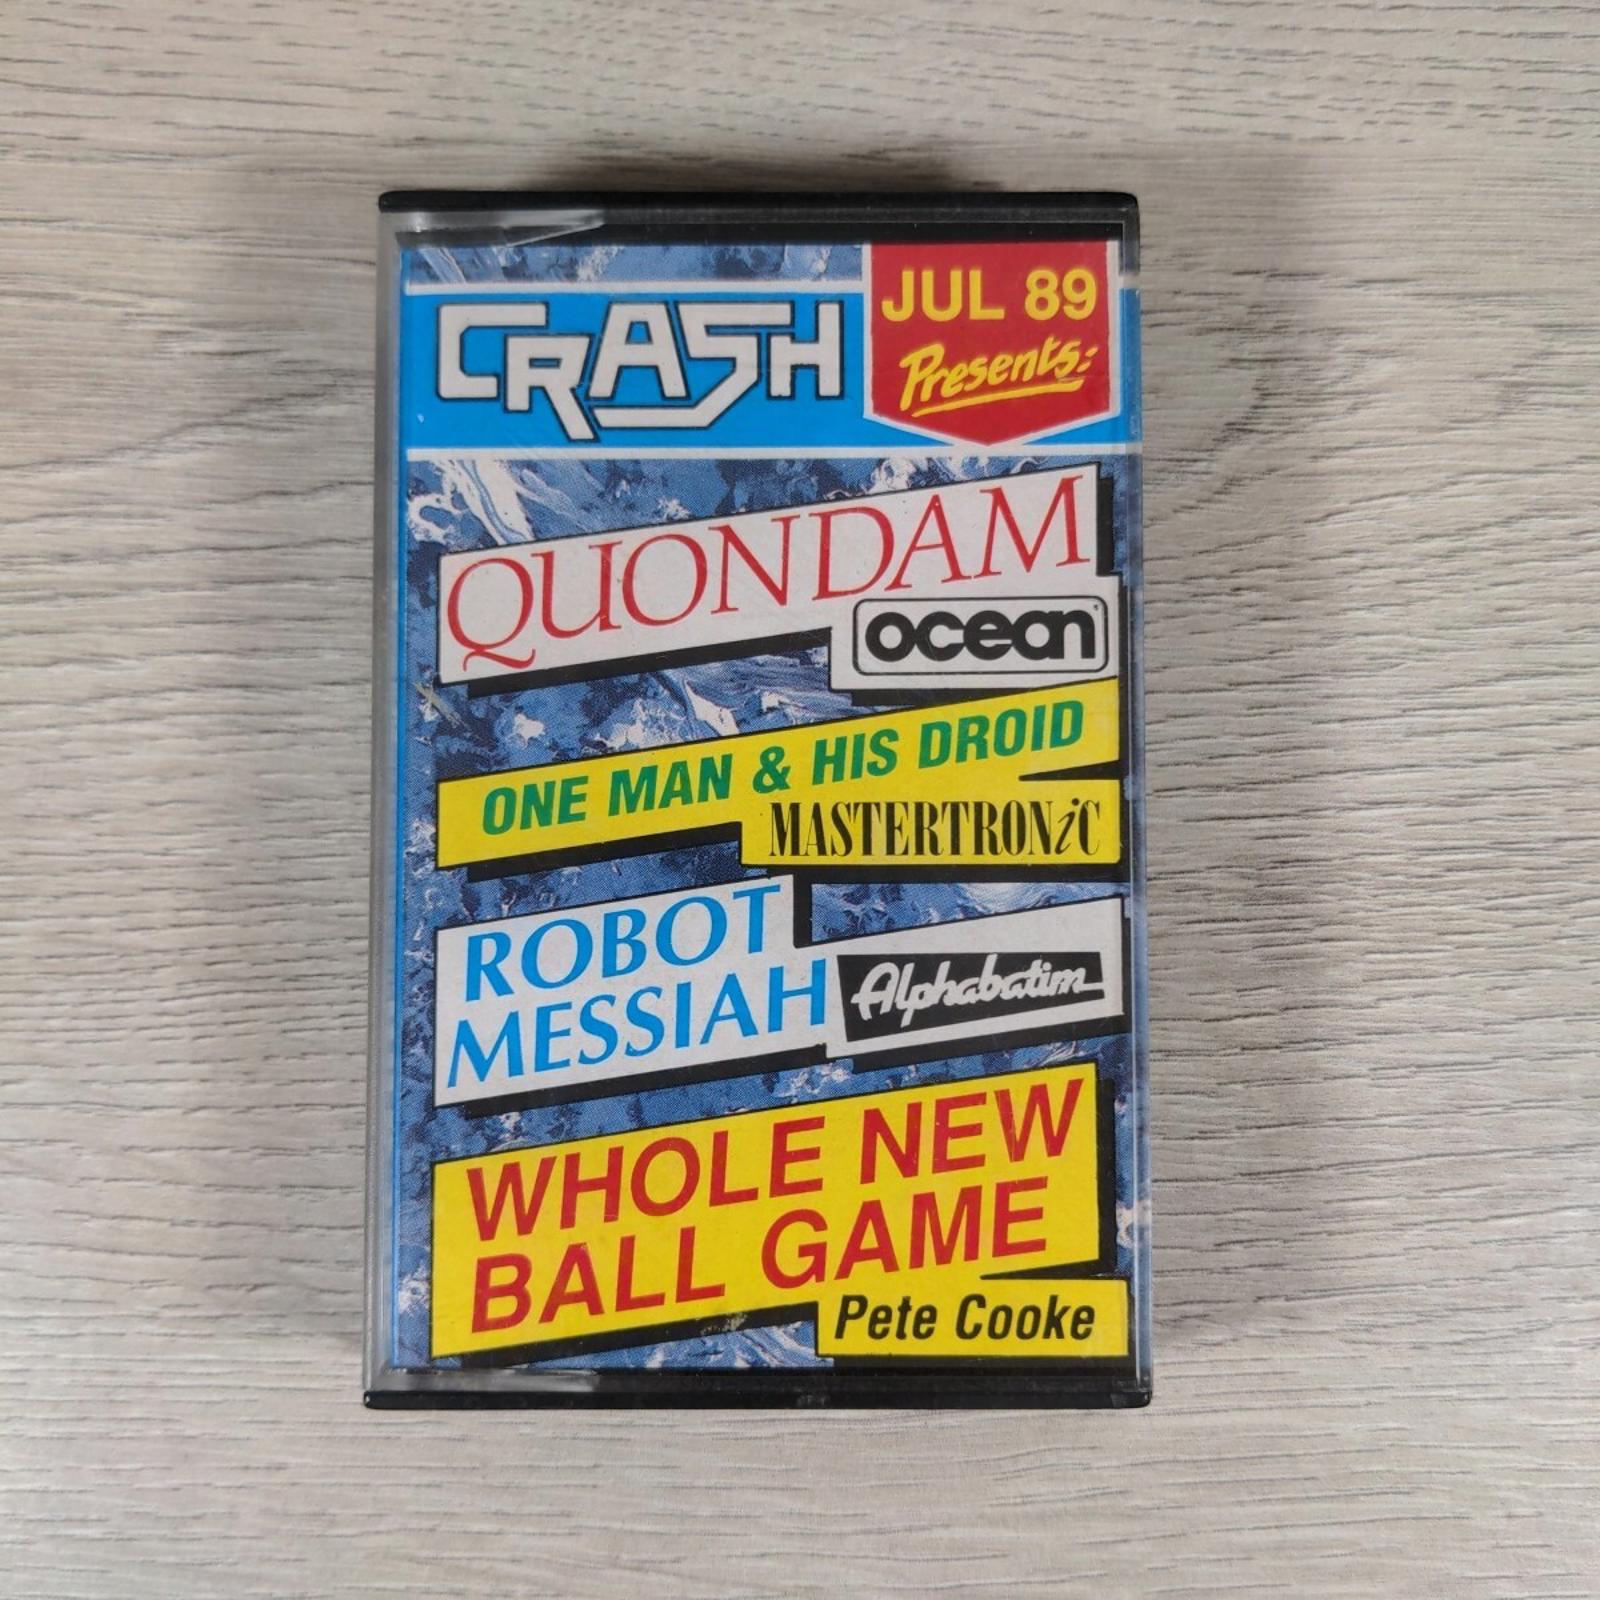 CRASH
JUL 89
Presents:
QUONDAM
ocean
ONE MAN & HIS DROID
MASTERTRONiC
ROBOT
MESSIAH
Alphabatim
WHOLE NEW
BALL GAME
Pete Cooke